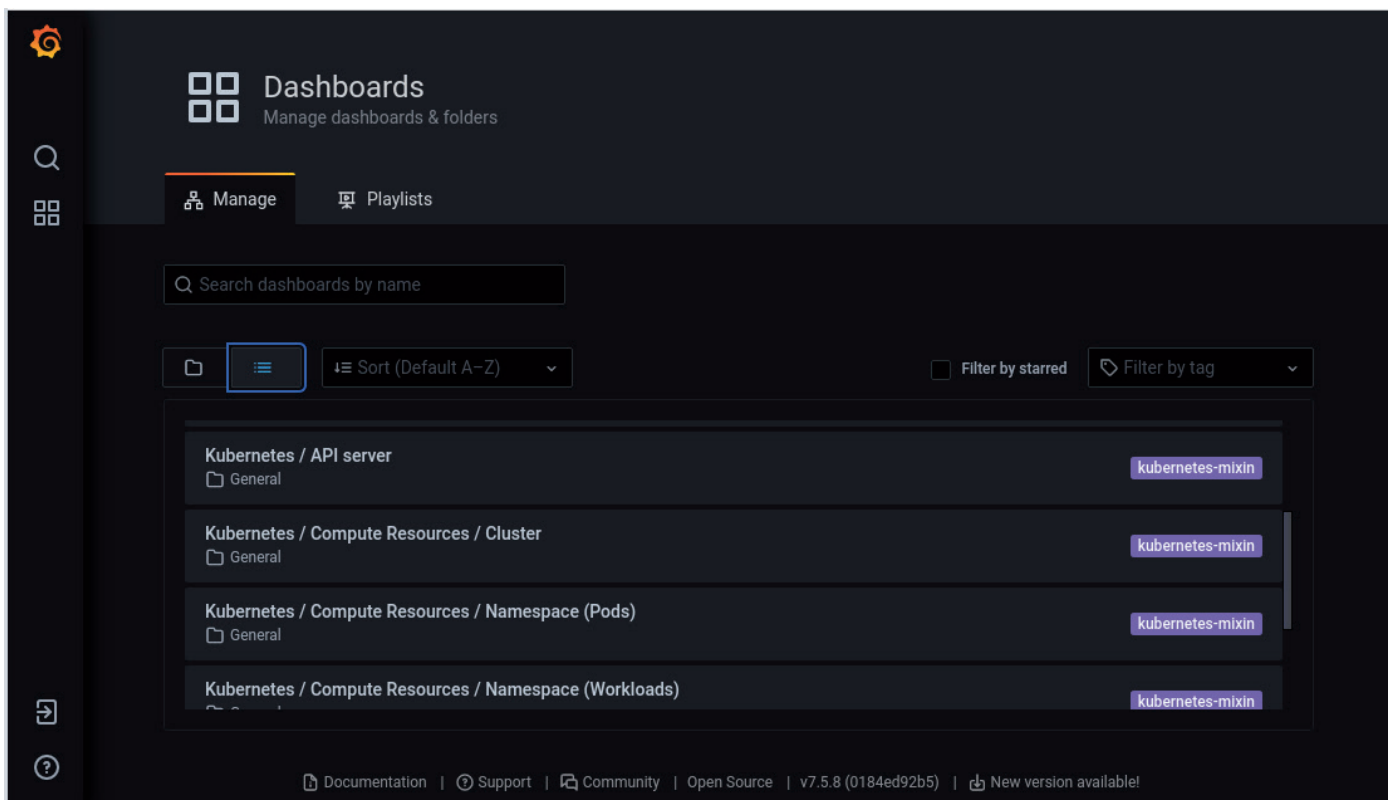 Dashboards
Manage dashboards & folders
Manage
Playlists
Search dashboards by name
Sort (Default A–Z)
Filter by starred
Filter by tag
Kubernetes / API server
General
kubernetes-mixin
Kubernetes / Compute Resources / Cluster
General
kubernetes-mixin
Kubernetes / Compute Resources / Namespace (Pods)
General
kubernetes-mixin
Kubernetes / Compute Resources / Namespace (Workloads)
kubernetes-mixin
Documentation | Support | Community | Open Source | v7.5.8 (0184ed92b5) | New version available!